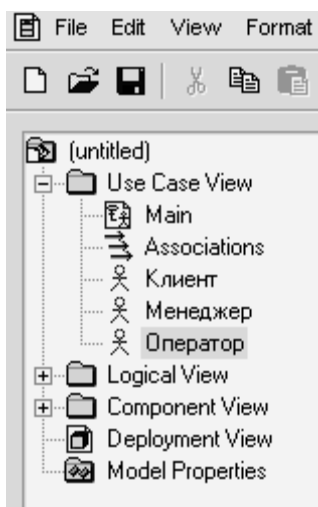 File Edit View Format
(untitled)
Use Case View
Main
Associations
Клиент
Менеджер
Оператор
Logical View
Component View
Deployment View
Model Properties